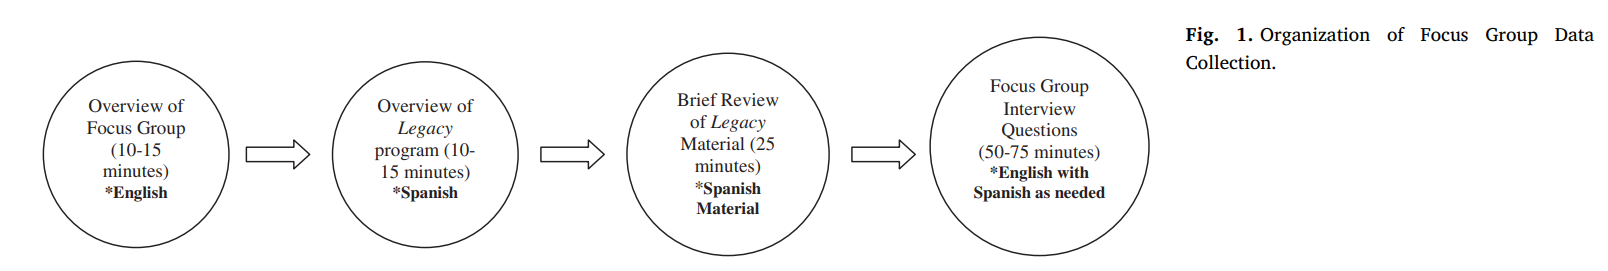 Overview of
Focus Group
(10-15
minutes)
*English
Overview of
Legacy
program (10-
15 minutes)
*Spanish
Brief Review
of Legacy
Material (25
minutes)
*Spanish
Material
Focus Group
Interview
Questions
(50-75 minutes)
*English with
Spanish as needed
Fig. 1. Organization of Focus Group Data
Collection.